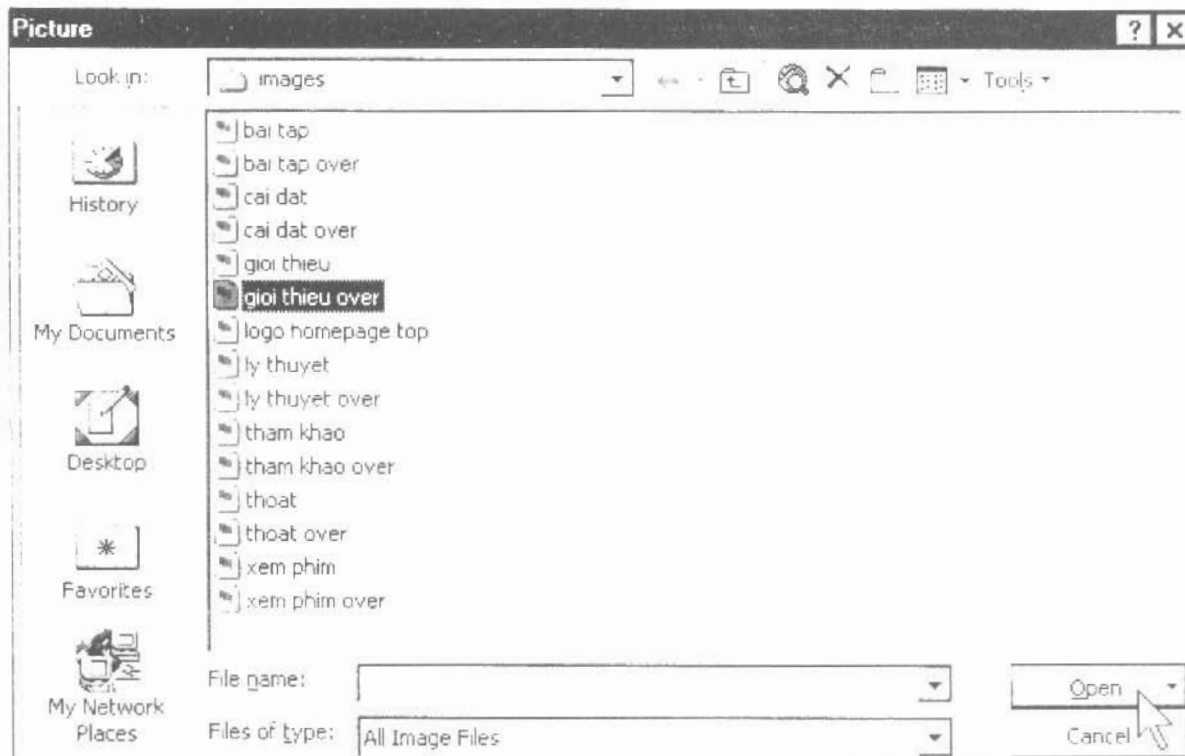 Picture
Look in:
images
Tools
History
My Documents
Desktop
Favorites
My Network
Places
bai tap
bai tap over
cai dat
cai dat over
gioi thieu
gioi thieu over
logo homepage top
ly thuyet
ly thuyet over
tham khao
tham khao over
thoat
thoat over
xem phim
xem phim over
File name:
Open
Files of type:
All Image Files
Cancel